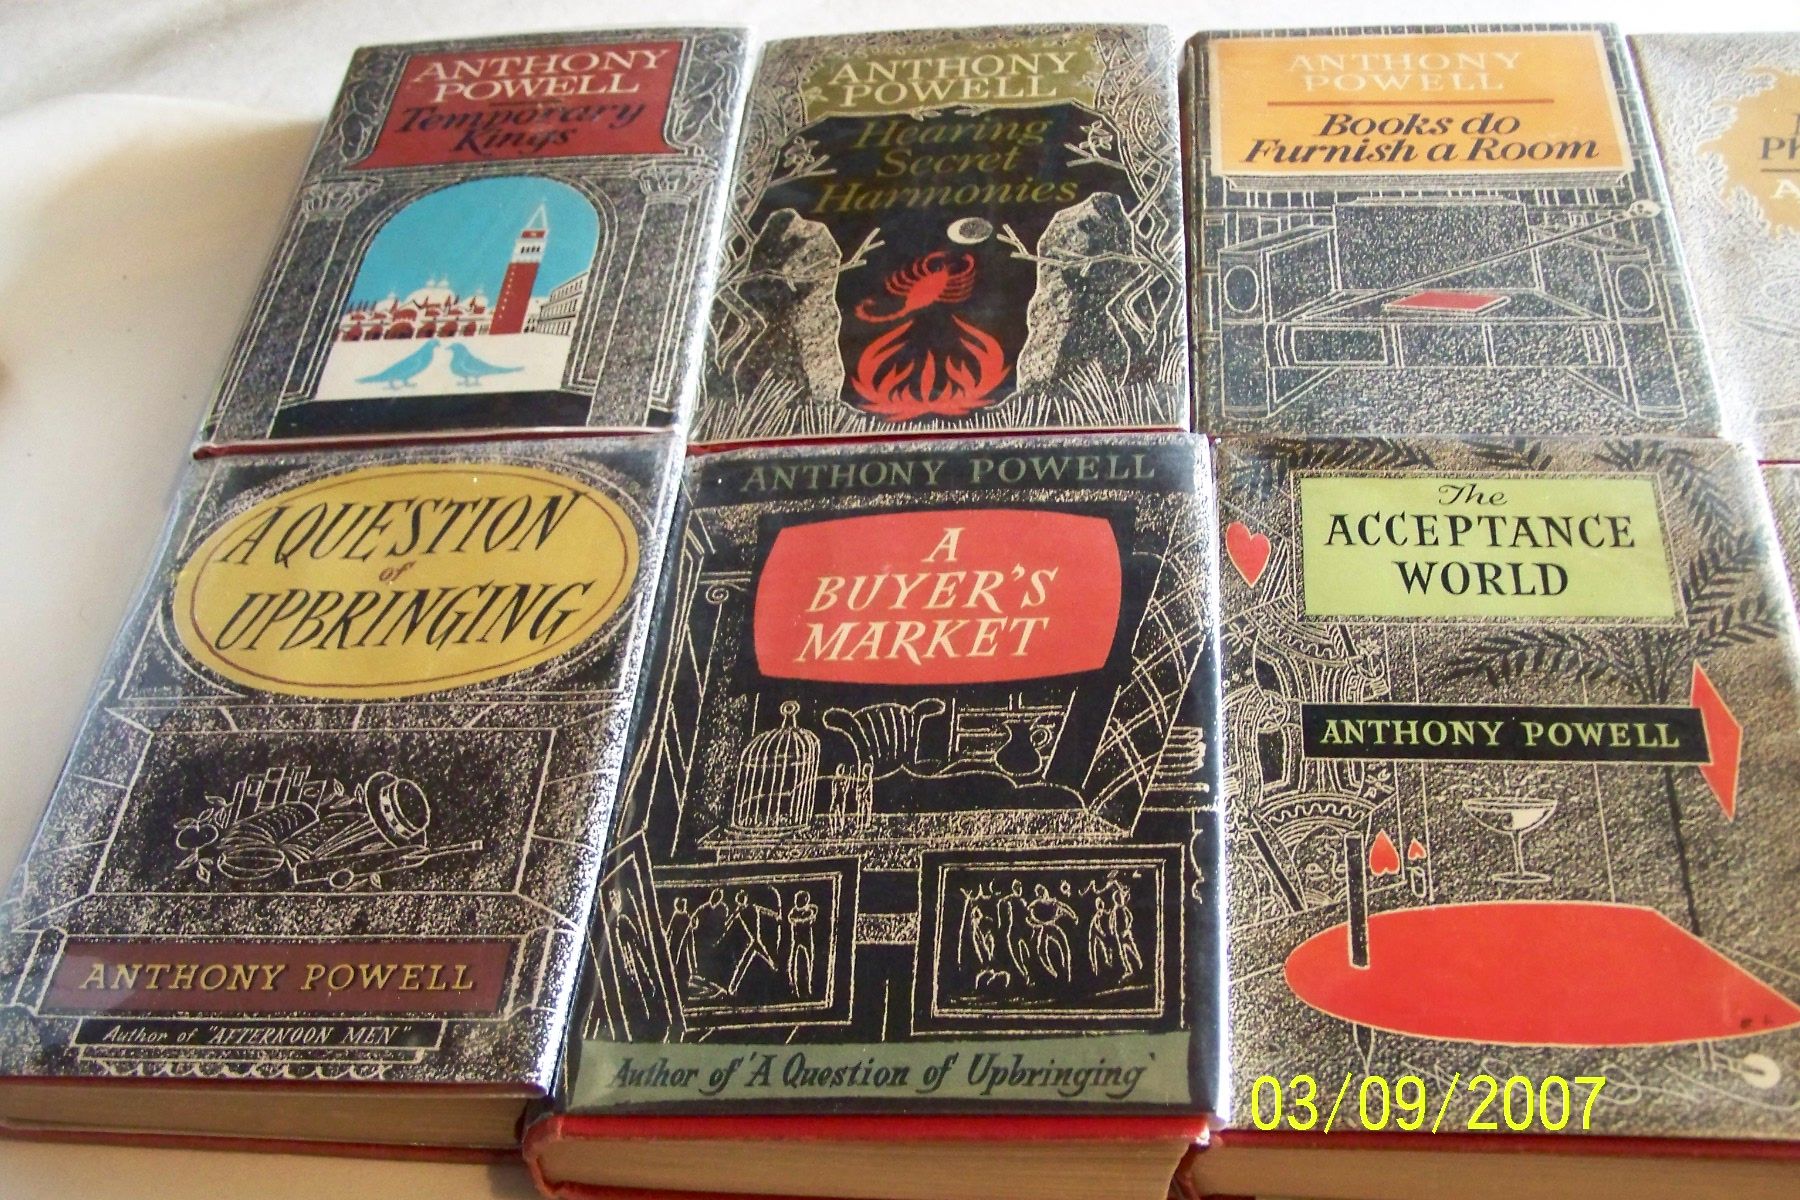 ANTHONY
POWELL
Temporary
Kings
ANTHONY
POWELL
Hearing
Secret
Harmonies
ANTHONY
POWELL
Books do
Furnish a Room
A QUESTION
of
UPBRINGING
ANTHONY POWELL
Author of "AFTERNOON MEN"
ANTHONY POWELL
A
BUYER'S
MARKET
Author of 'A Question of Upbringing'
The
ACCEPTANCE
WORLD
ANTHONY POWELL
03/09/2007